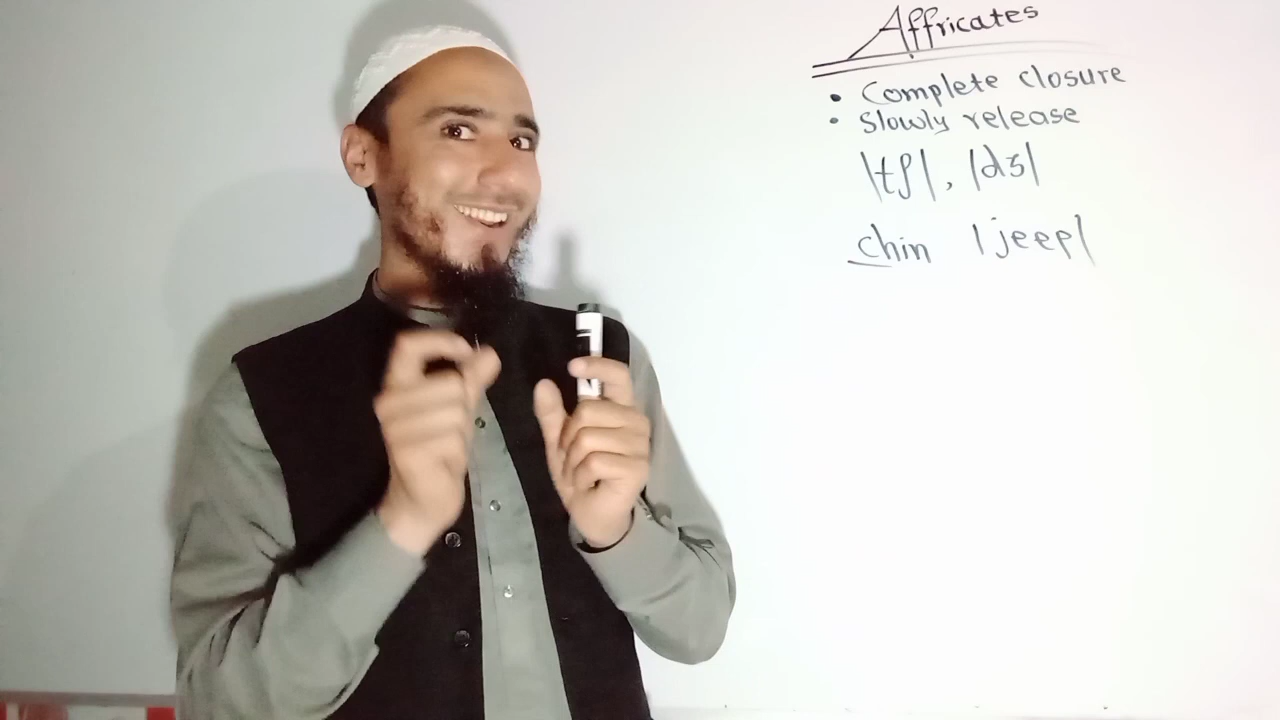 Affricates
• Complete closure
• Slowly release
/tʃ/, /dʒ/
chin /jeep/